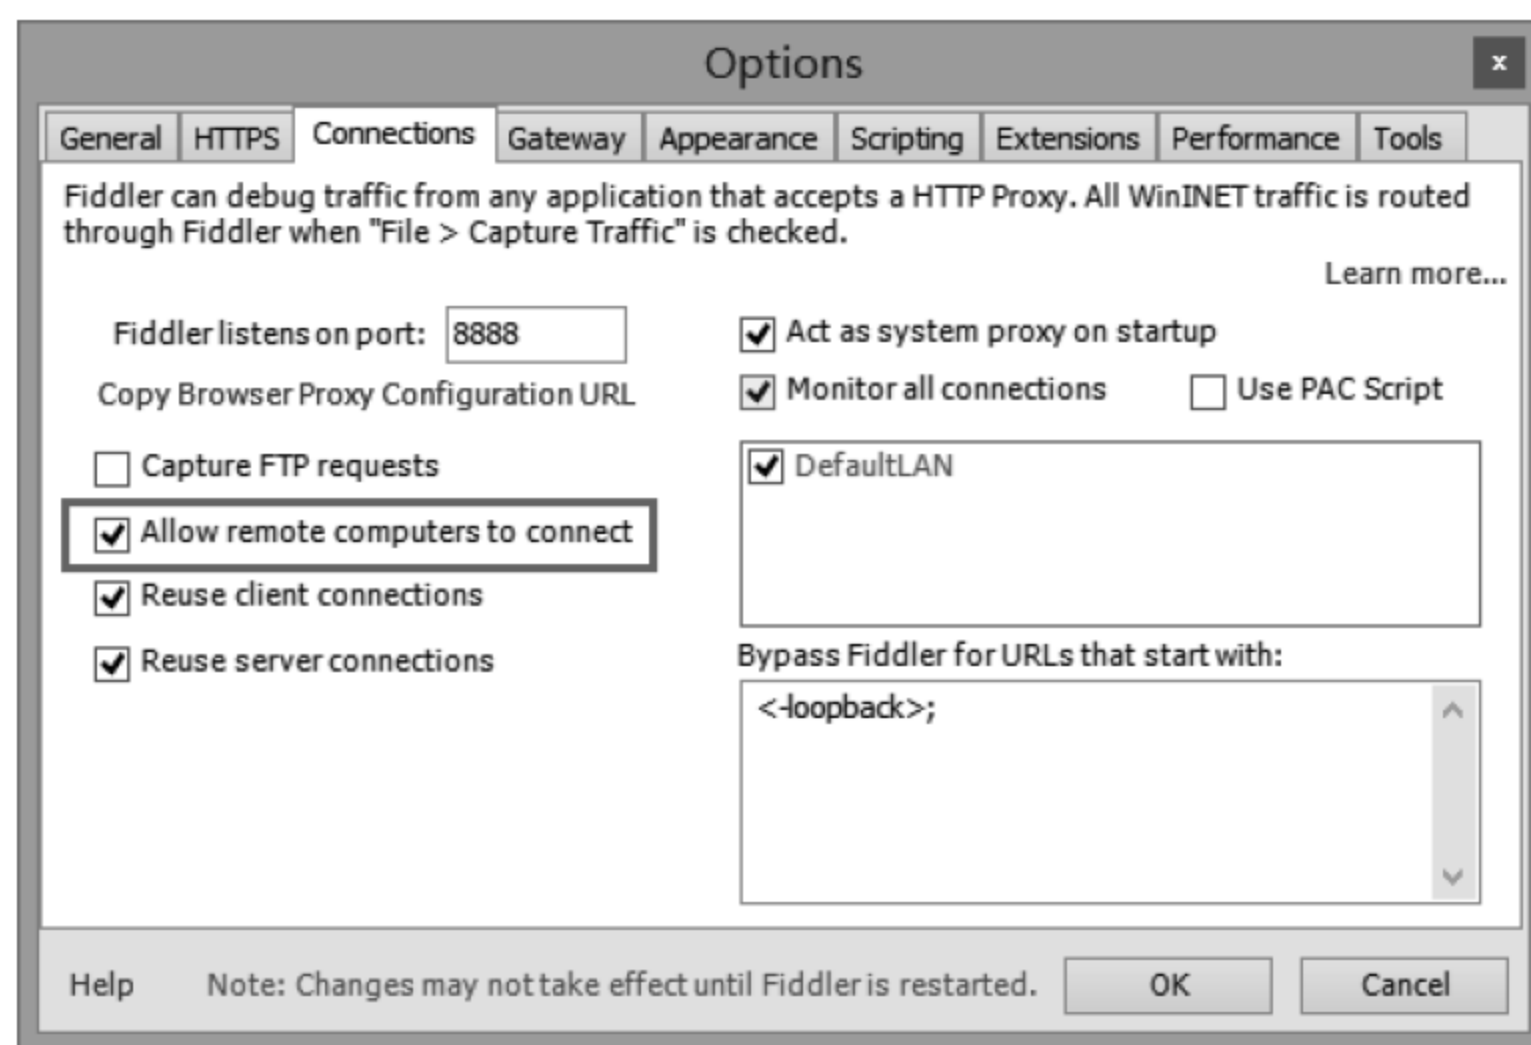 Options
x
General HTTPS Connections Gateway Appearance Scripting Extensions Performance Tools
Fiddler can debug traffic from any application that accepts a HTTP Proxy. All WinINET traffic is routed
through Fiddler when "File > Capture Traffic" is checked.
Learn more...
Fiddler listens on port: 8888
Copy Browser Proxy Configuration URL
Capture FTP requests
Allow remote computers to connect
Reuse client connections
Reuse server connections
Act as system proxy on startup
Monitor all connections Use PAC Script
DefaultLAN
Bypass Fiddler for URLs that start with:
<-loopback>;
Help Note: Changes may not take effect until Fiddler is restarted. OK Cancel